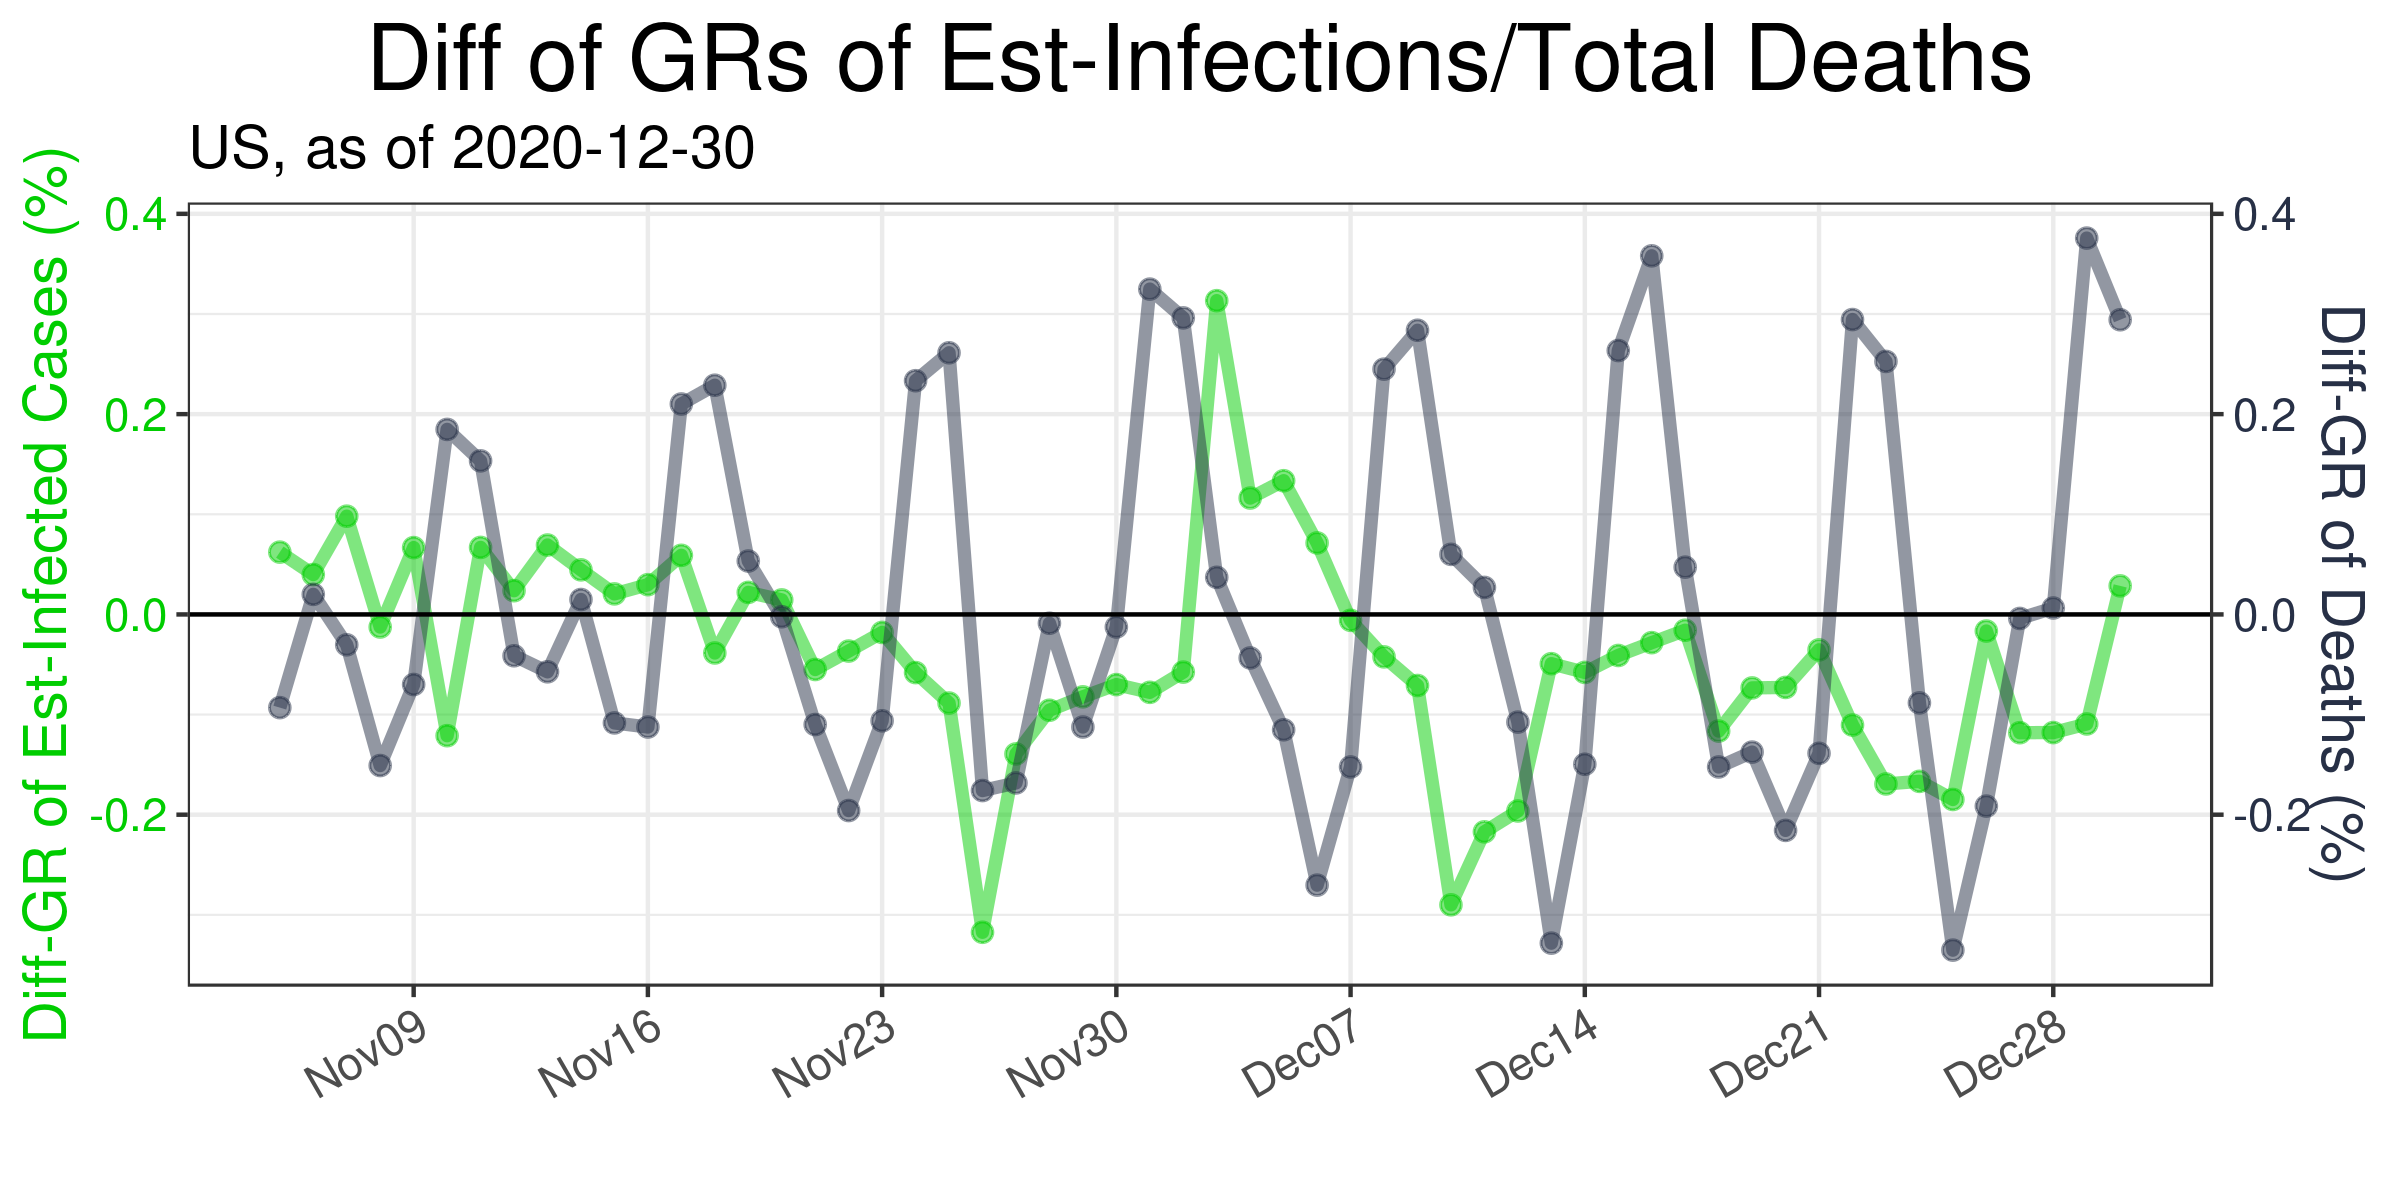 Diff of GRs of Est-Infections/Total Deaths
US, as of 2020-12-30
Diff-GR of Est-Infected Cases (%)
0.4
0.2
0.0
-0.2
0.4
0.2
0.0
-0.2
Diff-GR of Deaths (%)
Nov09
Nov16
Nov23
Nov30
Dec07
Dec14
Dec21
Dec28